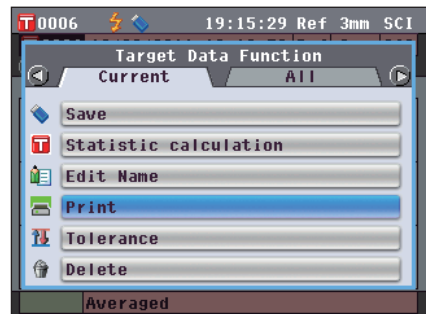 T 0006 19:15:29 Ref 3mm SCI
Target Data Function
Current All
Save
T Statistic calculation
Edit Name
Print
Tolerance
Delete
Averaged